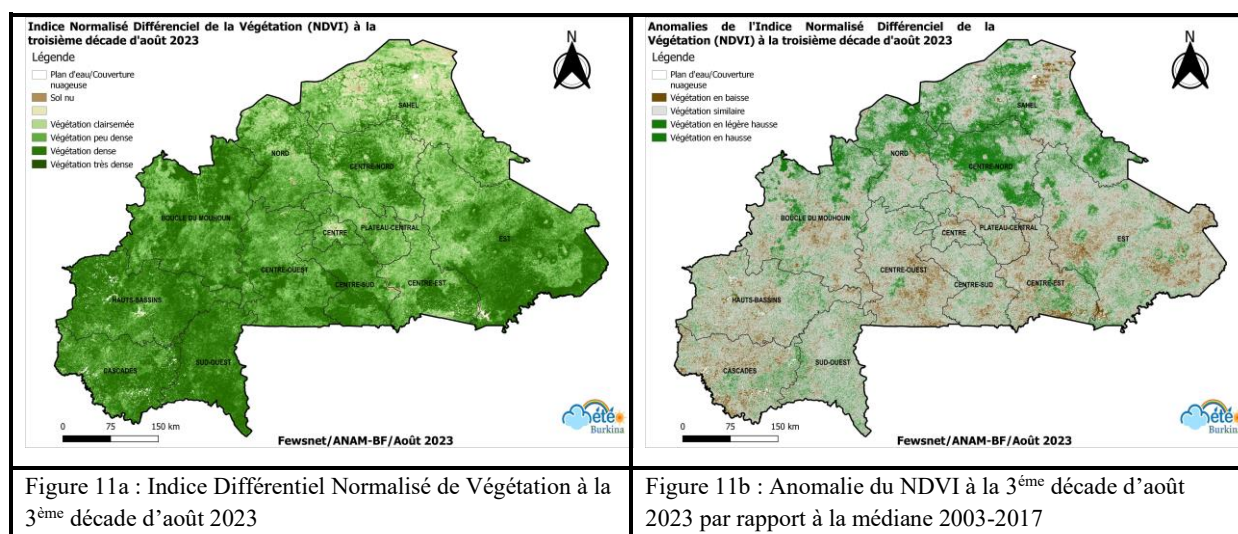 Indice Normalisé Différenciel de la Végétation (NDVI) à la
troisième décade d'août 2023
Légende
Plan d'eau/Couverture
nuageuse
Sol nu
Végétation clairsemée
Végétation peu dense
Végétation dense
Végétation très dense
N
SAHEL
NORD
CENTRE-NORD
BOUCLE DU MOUHOUN
CENTRE
PLATEAU-CENTRAL
EST
CENTRE-OUEST
CENTRE-SUD
CENTRE-EST
HAUTS-BASSINS
SUD-OUEST
CASCADES
0 75 150 km
Fewsnet/ANAM-BF/Août 2023
Météo
Burkina
Anomalies de l'Indice Normalisé Différenciel de la
Végétation (NDVI) à la troisième décade d'août 2023
Légende
Plan d'eau/Couverture
nuageuse
Végétation en baisse
Végétation similaire
Végétation en légère hausse
Végétation en hausse
N
SAHEL
NORD
CENTRE-NORD
BOUCLE DU MOUHOUN
CENTRE
PLATEAU-CENTRAL
EST
CENTRE-OUEST
CENTRE-SUD
CENTRE-EST
HAUTS-BASSINS
SUD-OUEST
CASCADES
0 75 150 km
Fewsnet/ANAM-BF/Août 2023
Météo
Burkina
Figure 11a : Indice Différentiel Normalisé de Végétation à la
3ème décade d'août 2023
Figure 11b : Anomalie du NDVI à la 3éme décade d'août
2023 par rapport à la médiane 2003-2017